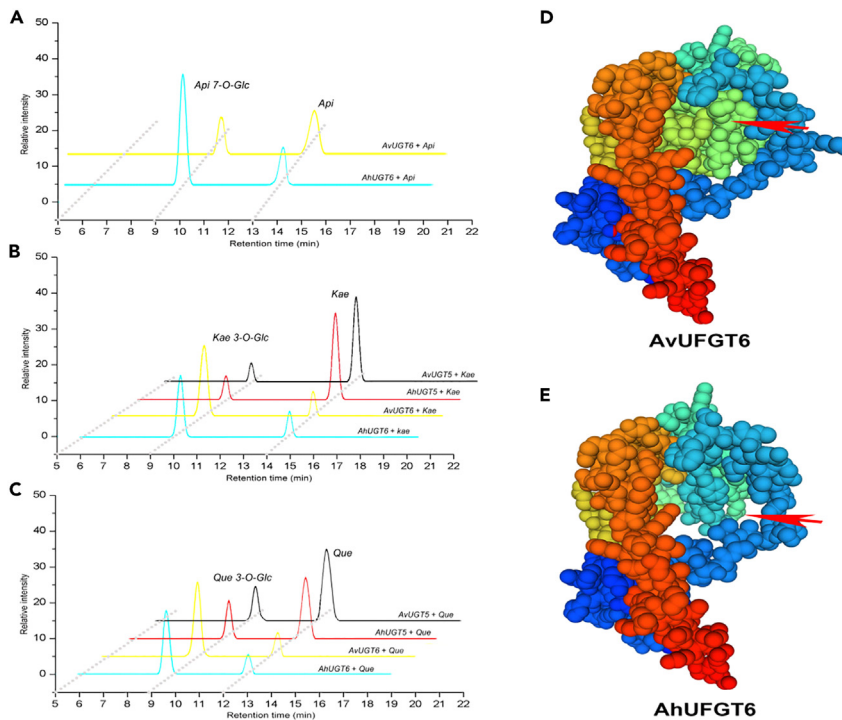 A
50
40
30
20
10
0
Relative intensity
Api 7-O-Glc
Api
AvUGT6 + Api
AhUGT6 + Api
5 6 7 8 9 10 11 12 13 14 15 16 17 18 19 20 21 22
Retention time (min)
B
50
40
30
20
10
0
Relative intensity
Kae 3-O-Glc
Kae
AvUGT5 + Kae
AhUGT5 + Kae
AvUGT6 + Kae
AhUGT6 + kae
5 6 7 8 9 10 11 12 13 14 15 16 17 18 19 20 21 22
Retention time (min)
C
50
40
30
20
10
0
Relative intensity
Que 3-O-Glc
Que
AvUGT5 + Que
AhUGT5 + Que
AvUGT6 + Que
AhUGT6 + Que
5 6 7 8 9 10 11 12 13 14 15 16 17 18 19 20 21 22
Retention time (min)
D
AvUFGT6
E
AhUFGT6